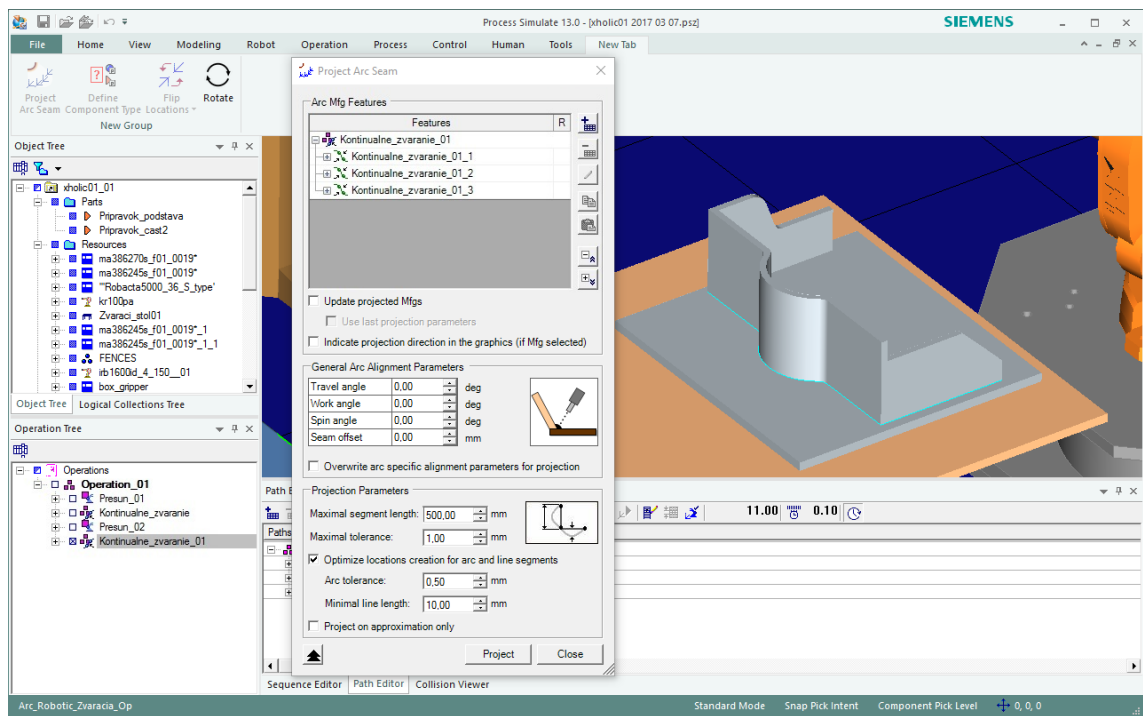 Process Simulate 13.0 - [xholic01 2017 03 07.psz]
SIEMENS
File Home View Modeling Robot Operation Process Control Human Tools New Tab
Project Arc Seam
Define Component Type
Flip Locations
Rotate
New Group
Object Tree
xholic01_01
Parts
Pripravok_podstava
Pripravok_cast2
Resources
ma386270s_f01_0019*
ma386245s_f01_0019*
'"Robacta5000_36_S_type'
kr100pa
Zvaraci_stol01
ma386245s_f01_0019*_1
ma386245s_f01_0019*_1_1
FENCES
irb1600id_4_150__01
box_gripper
Object Tree Logical Collections Tree
Operation Tree
Operations
Operation_01
Presun_01
Kontinualne_zvaranie
Presun_02
Kontinualne_zvaranie_01
Project Arc Seam
Arc Mfg Features
Features R
Kontinualne_zvaranie_01
Kontinualne_zvaranie_01_1
Kontinualne_zvaranie_01_2
Kontinualne_zvaranie_01_3
Update projected Mfgs
Use last projection parameters
Indicate projection direction in the graphics (if Mfg selected)
General Arc Alignment Parameters
Travel angle 0,00 deg
Work angle 0,00 deg
Spin angle 0,00 deg
Seam offset 0,00 mm
Overwrite arc specific alignment parameters for projection
Projection Parameters
Maximal segment length: 500,00 mm
Maximal tolerance: 1,00 mm
Optimize locations creation for arc and line segments
Arc tolerance: 0,50 mm
Minimal line length: 10,00 mm
Project on approximation only
Project Close
Path E
11.00 0.10
Paths
Sequence Editor Path Editor Collision Viewer
Arc_Robotic_Zvaracia_Op Standard Mode Snap Pick Intent Component Pick Level 0, 0, 0